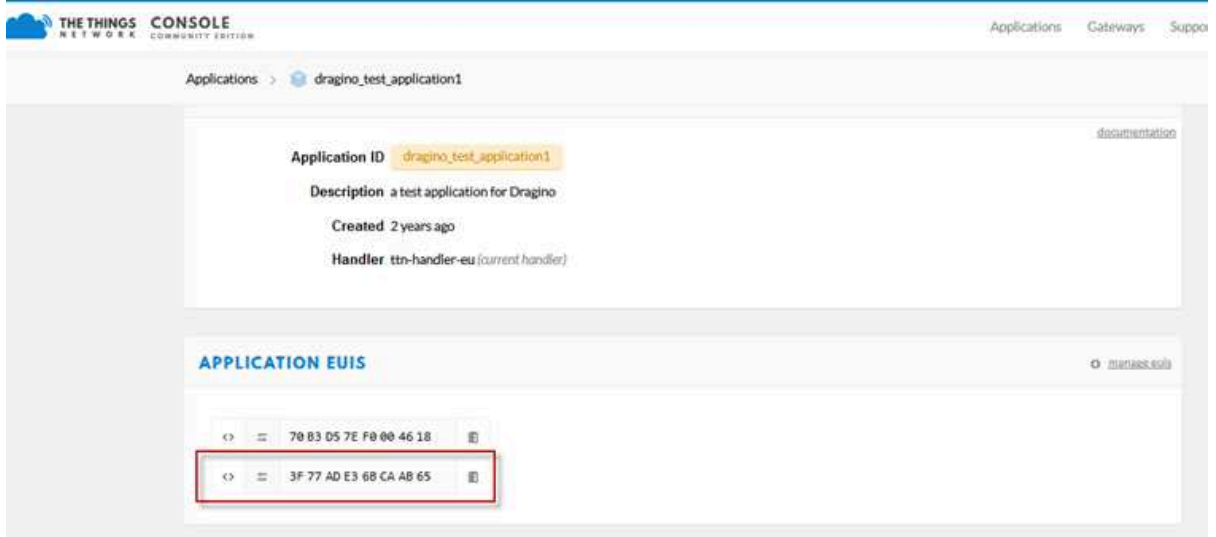 THE THINGS NETWORK CONSOLE COMMUNITY EDITION
Applications Gateways Suppor
Applications > dragino_test_application1
documentation
Application ID dragino_test_application1
Description a test application for Dragino
Created 2 years ago
Handler ttn-handler-eu (current handler)
APPLICATION EUIS
manage euis
<> 70 B3 D5 7E F0 00 46 18
<> 3F 77 AD E3 6B CA AB 65